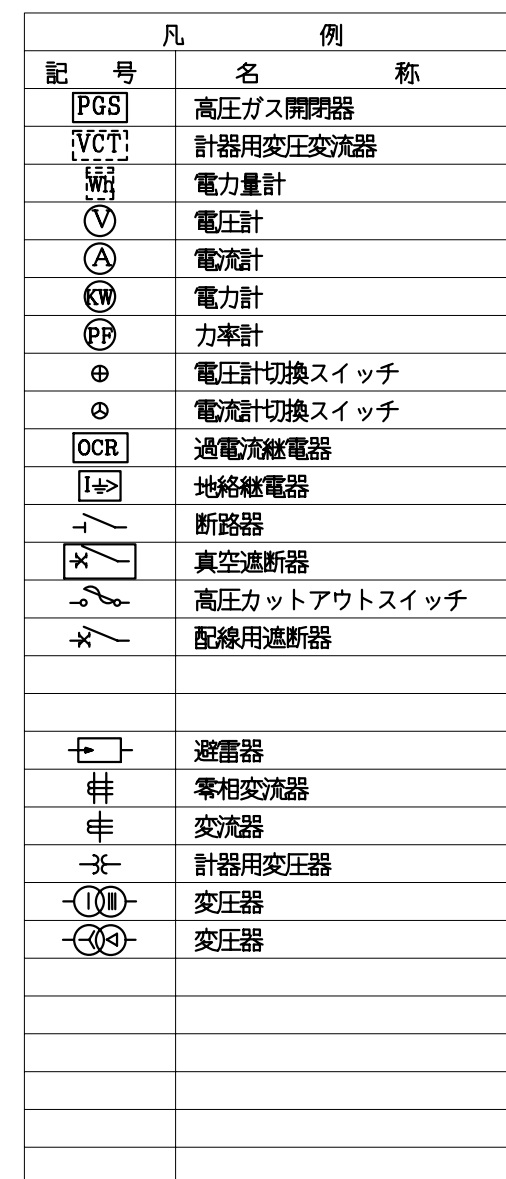 凡 例
記 号 名 称
PGS 高圧ガス開閉器
VCT 計器用変圧変流器
Wh 電力量計
V 電圧計
A 電流計
KW 電力計
PF 力率計
電圧計切換スイッチ
電流計切換スイッチ
OCR 過電流継電器
I⏚> 地絡継電器
断路器
真空遮断器
高圧カットアウトスイッチ
配線用遮断器
避雷器
零相変流器
変流器
計器用変圧器
変圧器
変圧器